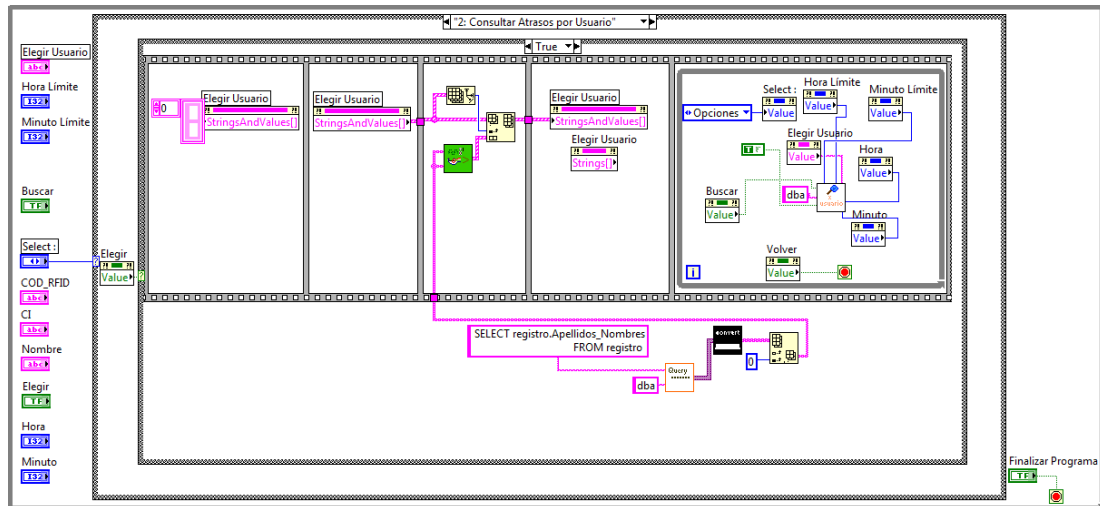 "2: Consultar Atrasos por Usuario"
True
Elegir Usuario
abc
Hora Límite
I32
Minuto Límite
I32
Buscar
TF
Select :
COD_RFID
abc
CI
abc
Nombre
abc
Elegir
TF
Hora
I32
Minuto
I32
Elegir
Value
?
?
0
Elegir Usuario
StringsAndValues[]
Elegir Usuario
StringsAndValues[]
Elegir Usuario
StringsAndValues[]
Elegir Usuario
Strings[]
Opciones
Select :
Value
Hora Límite
Value
Minuto Límite
Value
Elegir Usuario
Value
T F
Hora
Value
Buscar
Value
dba
usuario
Minuto
Value
Volver
Value
i
SELECT registro.Apellidos_Nombres
FROM registro
convert
Query
dba
0
Finalizar Programa
TF